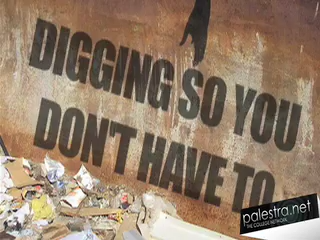 DIGGING SO YOU
DON'T HAVE TO
palestra.net
THE COLLEGE NETWORK